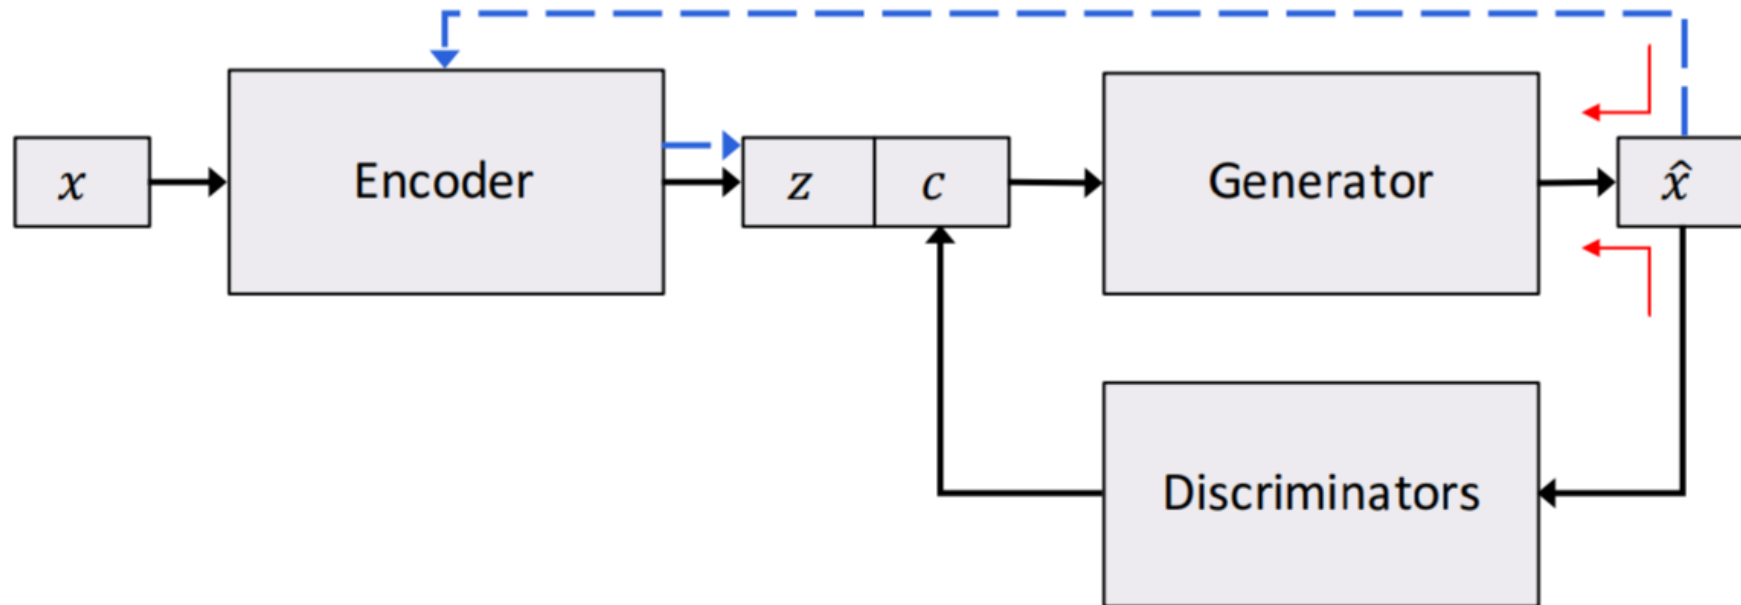 x
Encoder
z
c
Generator
x̂
Discriminators